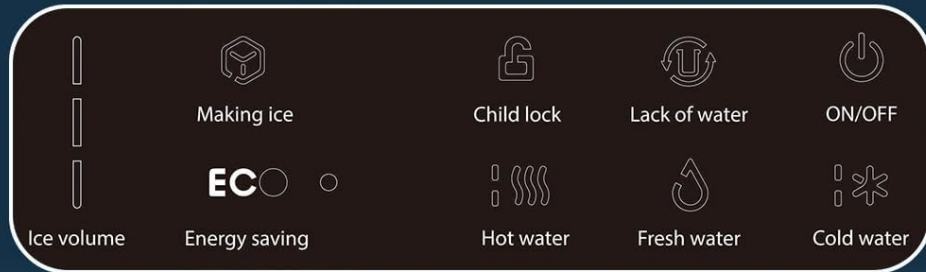 Making ice
Child lock
Lack of water
ON/OFF
ECO
Ice volume
Energy saving
Hot water
Fresh water
Cold water